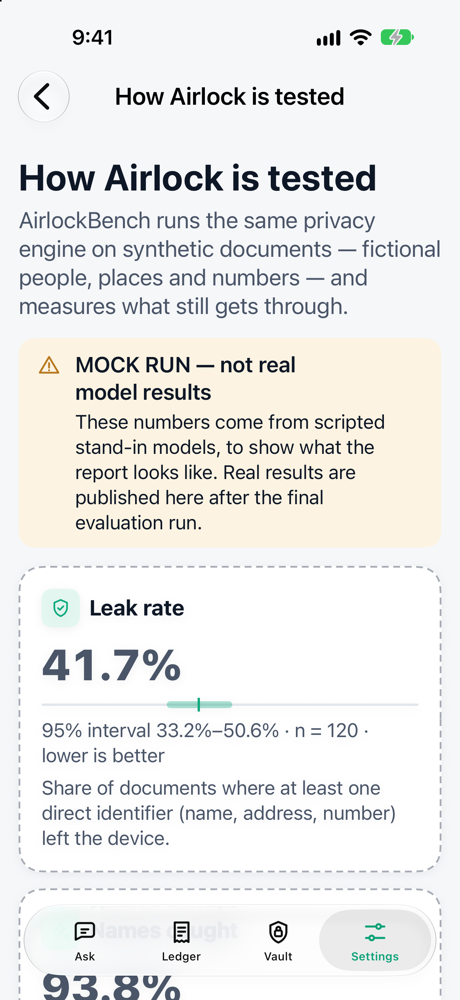 9:41
How Airlock is tested
How Airlock is tested
AirlockBench runs the same privacy
engine on synthetic documents — fictional
people, places and numbers — and
measures what still gets through.
MOCK RUN — not real
model results
These numbers come from scripted
stand-in models, to show what the
report looks like. Real results are
published here after the final
evaluation run.
Leak rate
41.7%
95% interval 33.2%–50.6% · n = 120 ·
lower is better
Share of documents where at least one
direct identifier (name, address, number)
left the device.
Names caught
Ask Ledger Vault Settings
93.8%